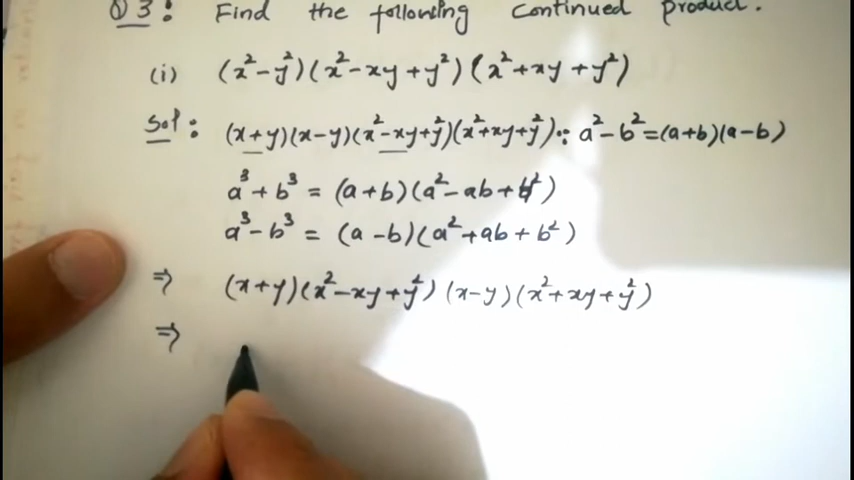 Q3: Find the following Continued product.
(i) (x²-y²)(x²-xy+y²)(x²+xy+y²)
Sol: (x+y)(x-y)(x²-xy+y²)(x²+xy+y²) ∵ a²-b²=(a+b)(a-b)
a³+b³ = (a+b)(a²-ab+b²)
a³-b³ = (a-b)(a²+ab+b²)
⇒ (x+y)(x²-xy+y²)(x-y)(x²+xy+y²)
⇒